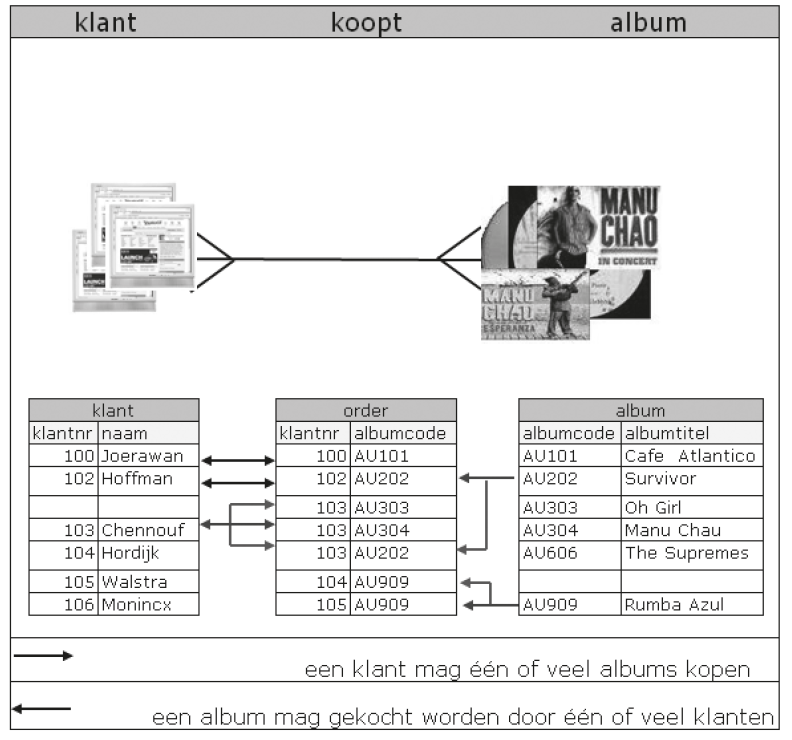 klant koopt album
LAUNCH
LAUNCH
MANU
CHAO
IN CONCERT
MANU
CHAO
ESPERANZA
klant order album
klantnr naam klantnr albumcode albumcode albumtitel
100 Joerawan 100 AU101 AU101 Cafe Atlantico
102 Hoffman 102 AU202 AU202 Survivor
103 AU303 AU303 Oh Girl
103 Chennouf 103 AU304 AU304 Manu Chau
104 Hordijk 103 AU202 AU606 The Supremes
105 Walstra 104 AU909
106 Monincx 105 AU909 AU909 Rumba Azul
een klant mag één of veel albums kopen
een album mag gekocht worden door één of veel klanten